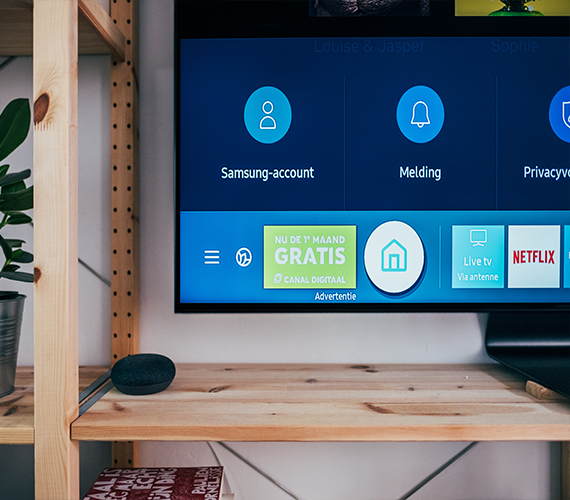 Louise & Jasper
Sophie
Samsung-account
Melding
Privacyvo
NU DE 1e MAAND
GRATIS
CANAL DIGITAAL
Advertentie
Live tv
Via antenne
NETFLIX